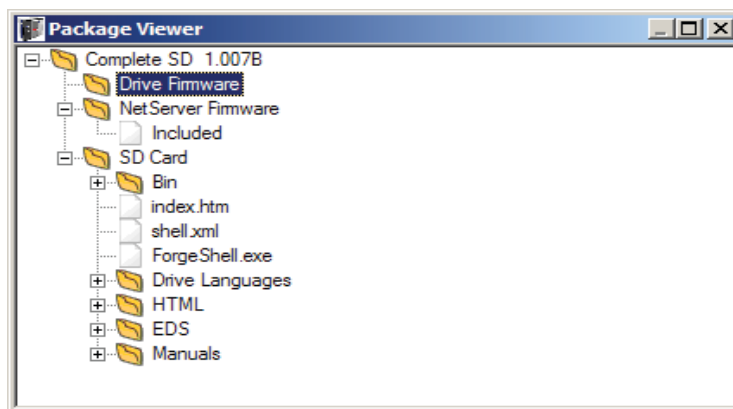 Package Viewer
Complete SD 1.007B
Drive Firmware
NetServer Firmware
Included
SD Card
Bin
index.htm
shell.xml
ForgeShell.exe
Drive Languages
HTML
EDS
Manuals